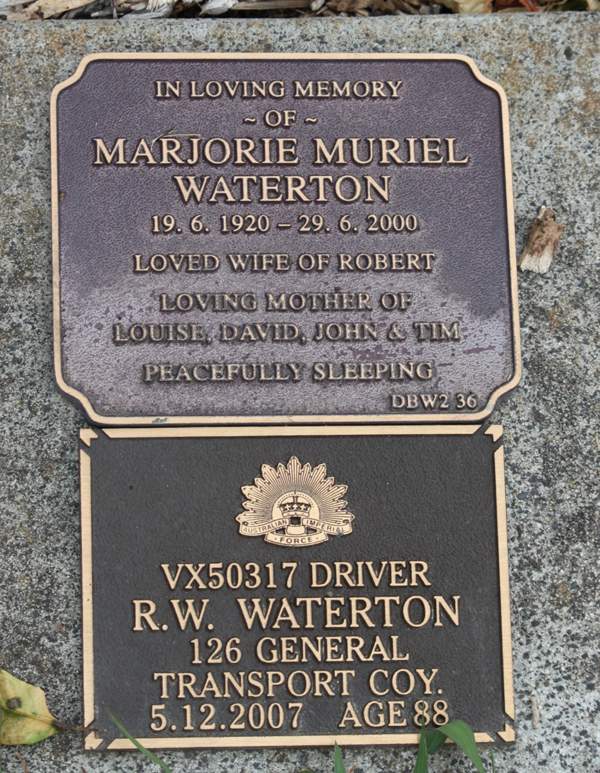 IN LOVING MEMORY
~ OF ~
MARJORIE MURIEL
WATERTON
19. 6. 1920 – 29. 6. 2000
LOVED WIFE OF ROBERT
LOVING MOTHER OF
LOUISE, DAVID, JOHN & TIM
PEACEFULLY SLEEPING
DBW2 36
AUSTRALIAN IMPERIAL
FORCE
VX50317 DRIVER
R.W. WATERTON
126 GENERAL
TRANSPORT COY.
5.12.2007 AGE 88